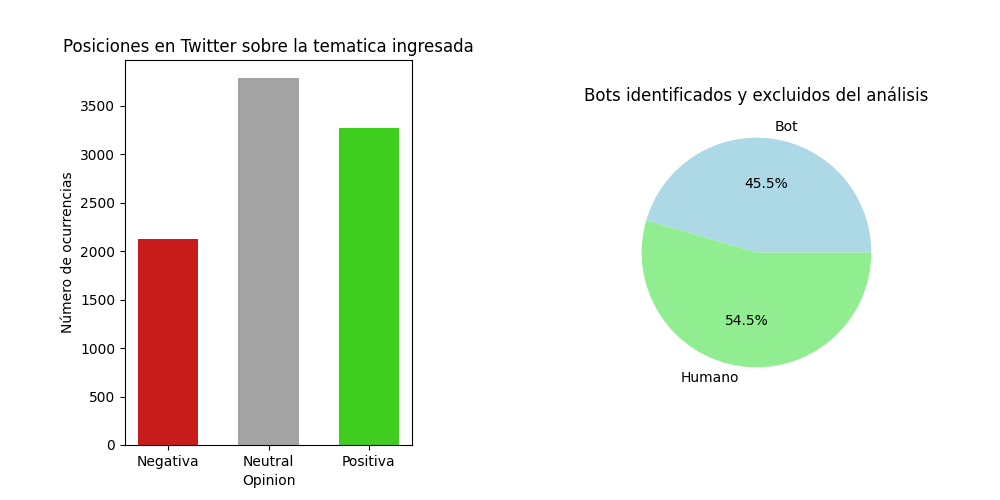 Posiciones en Twitter sobre la tematica ingresada
Número de ocurrencias
3500
3000
2500
2000
1500
1000
500
0
Negativa
Neutral
Positiva
Opinion
Bots identificados y excluidos del análisis
Bot
45.5%
54.5%
Humano